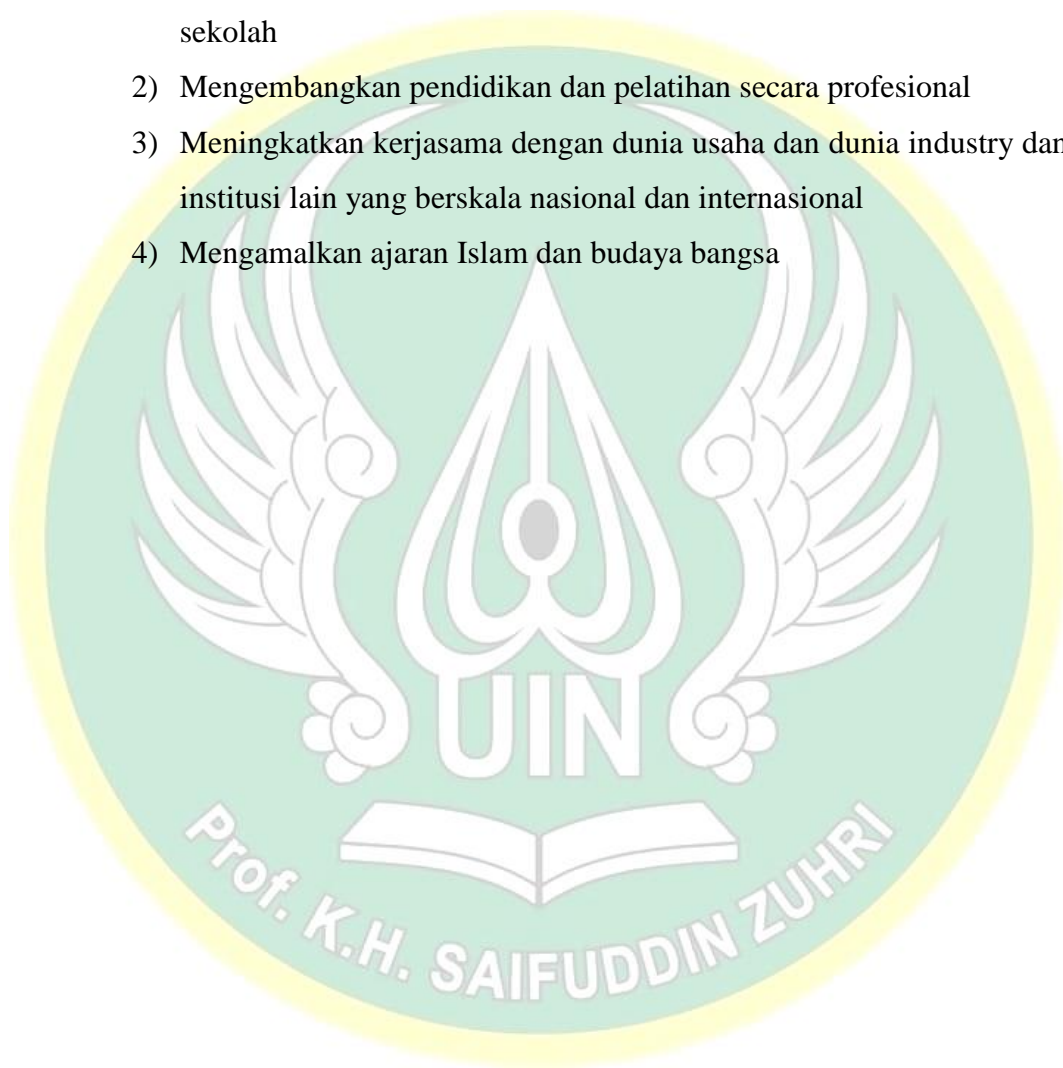 sekolah
2) Mengembangkan pendidikan dan pelatihan secara profesional
3) Meningkatkan kerjasama dengan dunia usaha dan dunia industry dan
institusi lain yang berskala nasional dan internasional
4) Mengamalkan ajaran Islam dan budaya bangsa
UIN
Prof. K.H. SAIFUDDIN ZUHRI